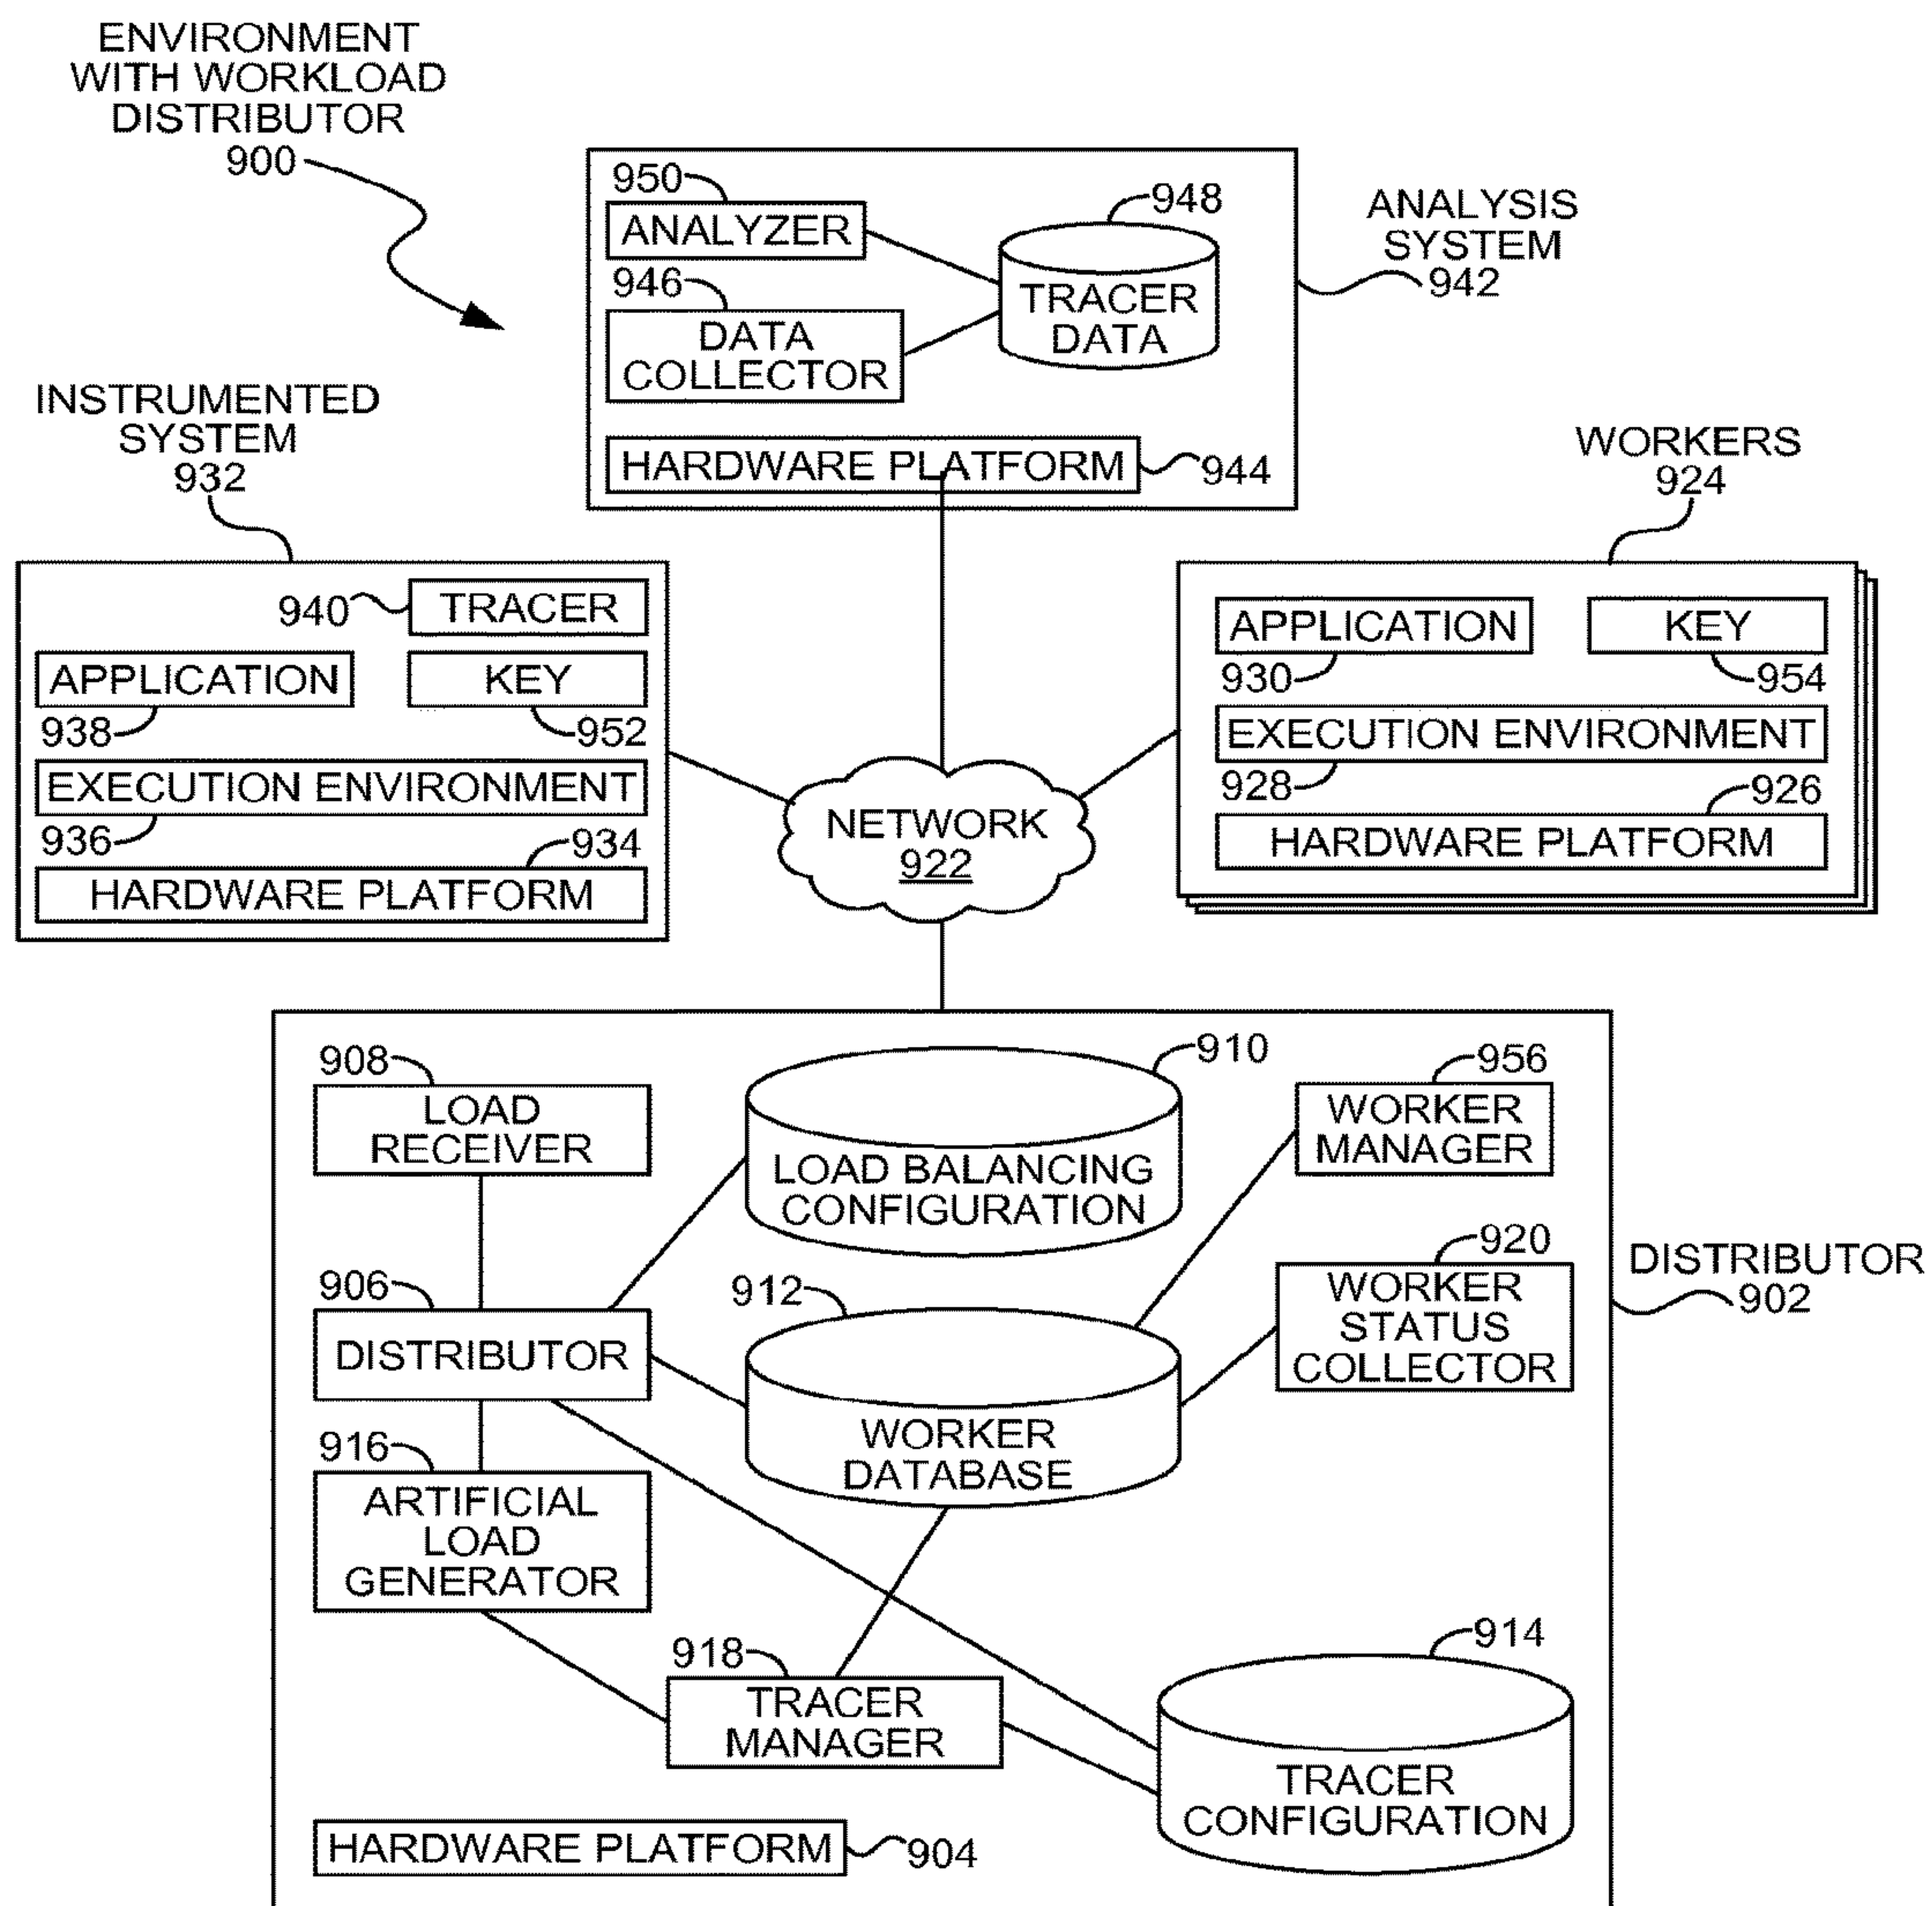 ENVIRONMENT
WITH WORKLOAD
DISTRIBUTOR
900
950
ANALYZER
948
TRACER
DATA
946
DATA
COLLECTOR
HARDWARE PLATFORM
944
ANALYSIS
SYSTEM
942
INSTRUMENTED
SYSTEM
932
940
TRACER
APPLICATION
KEY
938
952
EXECUTION ENVIRONMENT
936
934
HARDWARE PLATFORM
WORKERS
924
APPLICATION
KEY
930
954
EXECUTION ENVIRONMENT
928
926
HARDWARE PLATFORM
NETWORK
922
908
LOAD
RECEIVER
910
LOAD BALANCING
CONFIGURATION
956
WORKER
MANAGER
906
DISTRIBUTOR
912
WORKER
DATABASE
920
WORKER
STATUS
COLLECTOR
DISTRIBUTOR
902
916
ARTIFICIAL
LOAD
GENERATOR
918
TRACER
MANAGER
914
TRACER
CONFIGURATION
HARDWARE PLATFORM
904